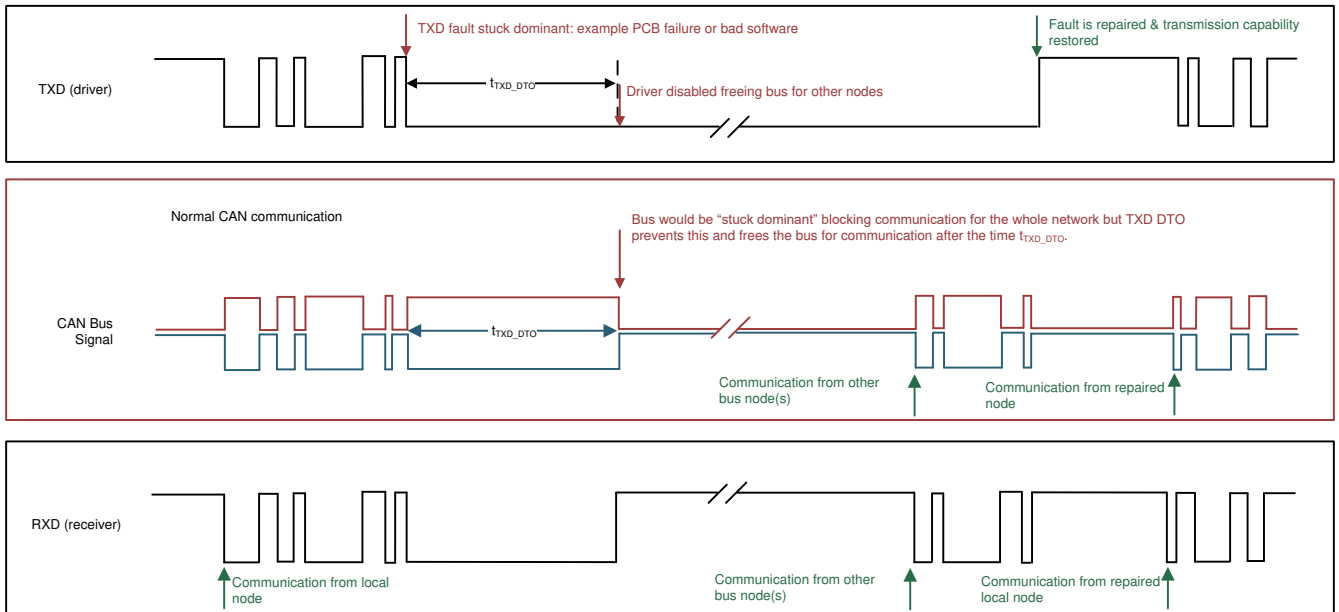 TXD fault stuck dominant: example PCB failure or bad software
Fault is repaired & transmission capability
restored
TXD (driver)
tTXD_DTO
Driver disabled freeing bus for other nodes
Normal CAN communication
Bus would be “stuck dominant” blocking communication for the whole network but TXD DTO
prevents this and frees the bus for communication after the time tTXD_DTO.
CAN Bus
Signal
tTXD_DTO
Communication from other
bus node(s)
Communication from repaired
node
RXD (receiver)
Communication from local
node
Communication from other
bus node(s)
Communication from repaired
local node